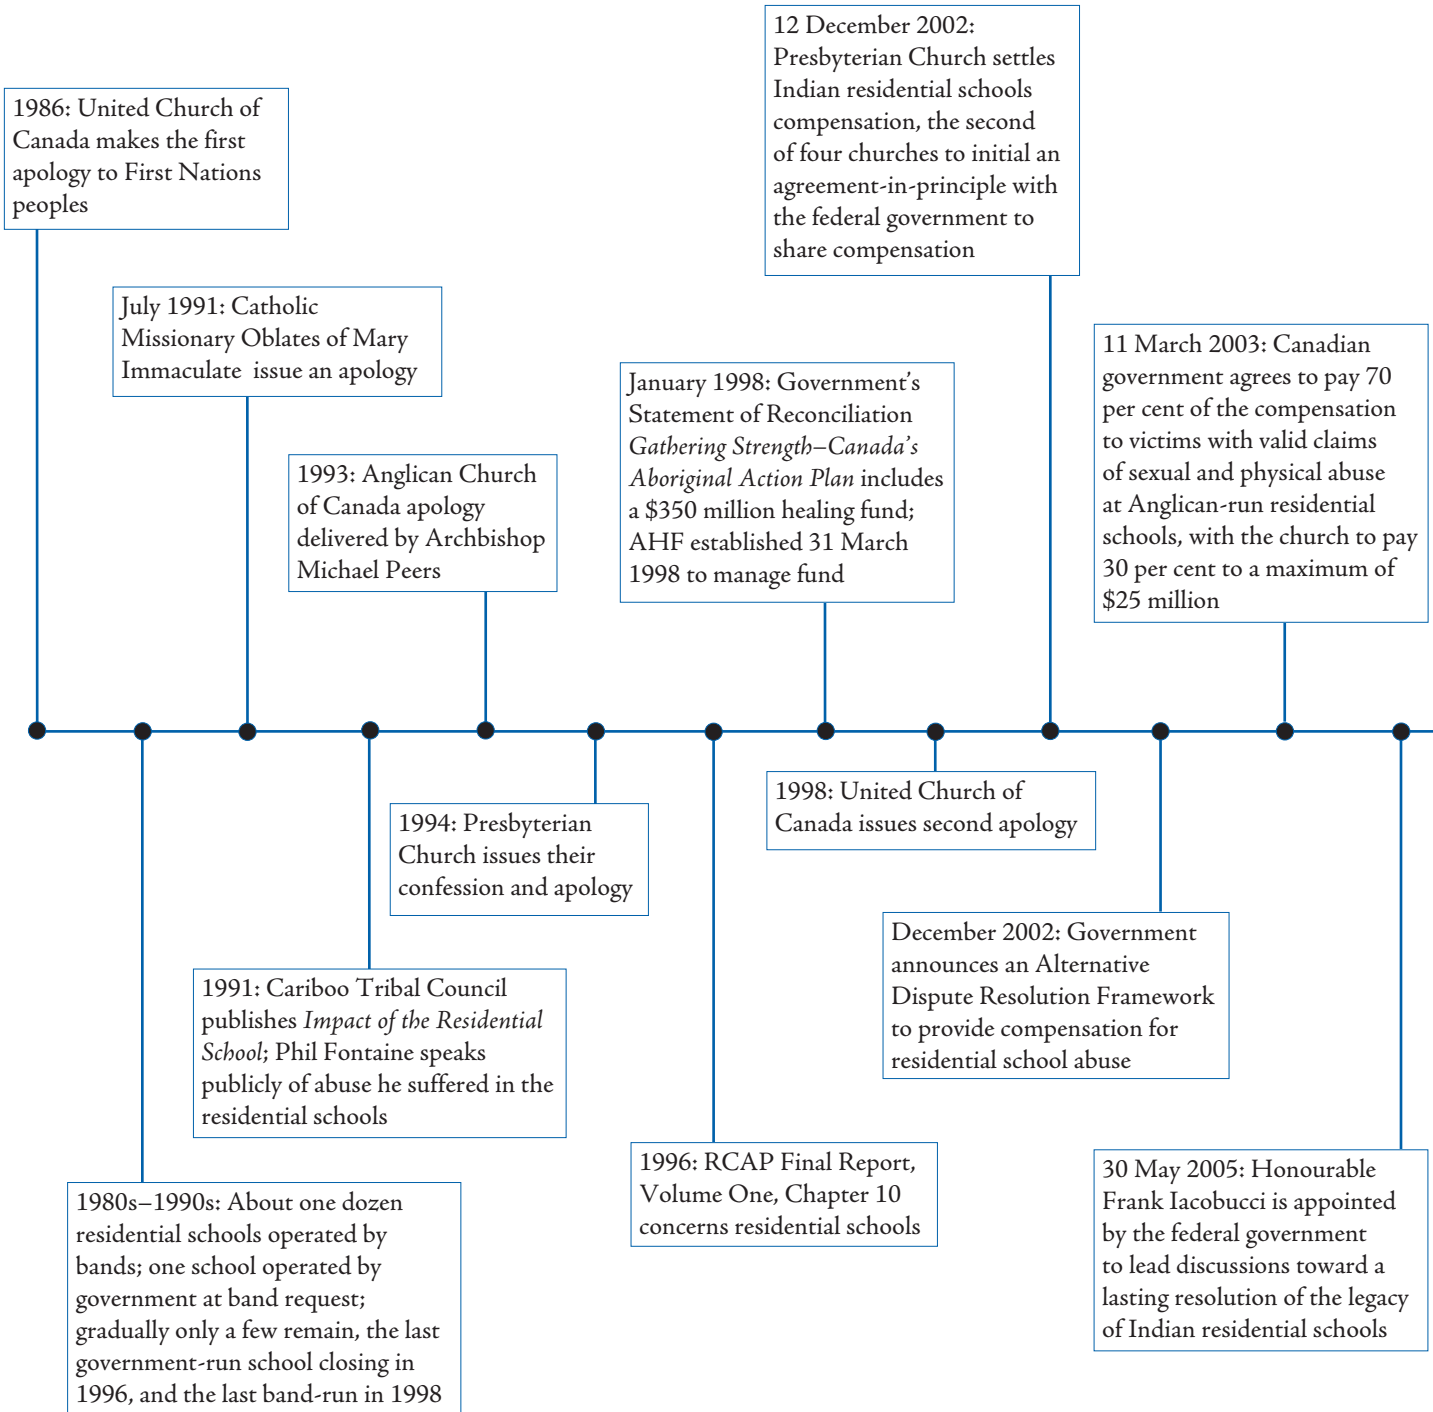 1986: United Church of
Canada makes the first
apology to First Nations
peoples
1980s–1990s: About one dozen
residential schools operated by
bands; one school operated by
government at band request;
gradually only a few remain, the last
government-run school closing in
1996, and the last band-run in 1998
July 1991: Catholic
Missionary Oblates of Mary
Immaculate issue an apology
1991: Cariboo Tribal Council
publishes Impact of the Residential
School; Phil Fontaine speaks
publicly of abuse he suffered in the
residential schools
1993: Anglican Church
of Canada apology
delivered by Archbishop
Michael Peers
1994: Presbyterian
Church issues their
confession and apology
1996: RCAP Final Report,
Volume One, Chapter 10
concerns residential schools
January 1998: Government’s
Statement of Reconciliation
Gathering Strength–Canada’s
Aboriginal Action Plan includes
a $350 million healing fund;
AHF established 31 March
1998 to manage fund
1998: United Church of
Canada issues second apology
12 December 2002:
Presbyterian Church settles
Indian residential schools
compensation, the second
of four churches to initial an
agreement-in-principle with
the federal government to
share compensation
December 2002: Government
announces an Alternative
Dispute Resolution Framework
to provide compensation for
residential school abuse
11 March 2003: Canadian
government agrees to pay 70
per cent of the compensation
to victims with valid claims
of sexual and physical abuse
at Anglican-run residential
schools, with the church to pay
30 per cent to a maximum of
$25 million
30 May 2005: Honourable
Frank Iacobucci is appointed
by the federal government
to lead discussions toward a
lasting resolution of the legacy
of Indian residential schools